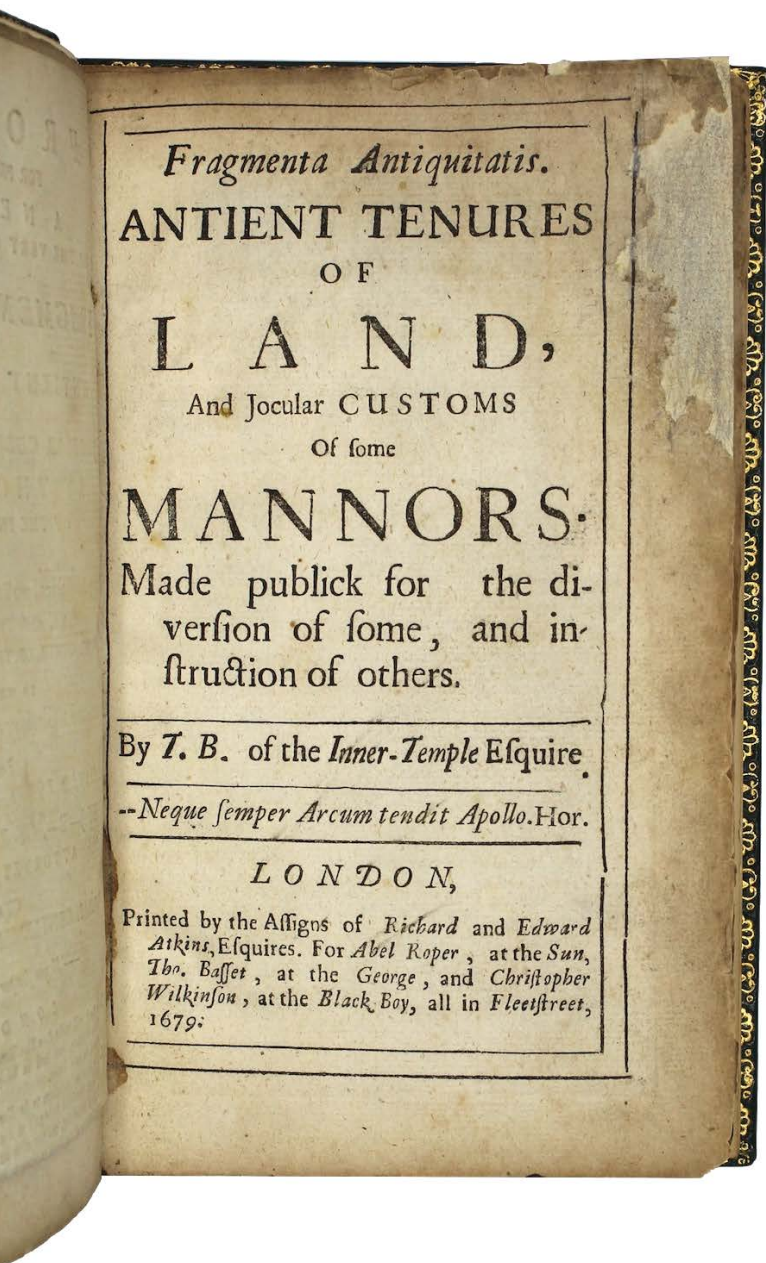 Fragmenta Antiquitatis.
ANTIENT TENURES
OF
LAND,
And Jocular CUSTOMS
Of ſome
MANNORS.
Made publick for the di-
verſion of ſome, and in-
ſtruction of others.
By T. B. of the Inner-Temple Eſquire.
--Neque ſemper Arcum tendit Apollo. Hor.
LONDON,
Printed by the Aſſigns of Richard and Edward
Atkins, Eſquires. For Abel Roper, at the Sun,
Tho. Baſſet, at the George, and Chriſtopher
Wilkinſon, at the Black Boy, all in Fleetſtreet,
1679.